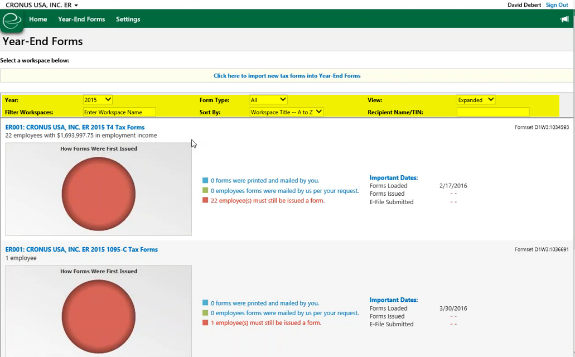 CRONUS USA, INC. ER
David Debert Sign Out
Home Year-End Forms Settings
Year-End Forms
Select a workspace below:
Click here to import new tax forms into Year-End Forms
Year: 2015 Form Type: All View: Expanded
Filter Workspaces: Enter Workspace Name Sort By: Workspace Title -- A to Z Recipient Name/TIN:
ER001: CRONUS USA, INC. ER 2015 T4 Tax Forms
22 employees with $1,693,997.75 in employment income
How Forms Were First Issued
0 forms were printed and mailed by you.
0 employees forms were mailed by us per your request.
22 employee(s) must still be issued a form.
Important Dates:
Forms Loaded 2/17/2016
Forms Issued - -
E-File Submitted - -
ER001: CRONUS USA, INC. ER 2015 1095-C Tax Forms
1 employee
How Forms Were First Issued
0 forms were printed and mailed by you.
0 employees forms were mailed by us per your request.
1 employee(s) must still be issued a form.
Important Dates:
Forms Loaded 3/30/2016
Forms Issued - -
E-File Submitted - -